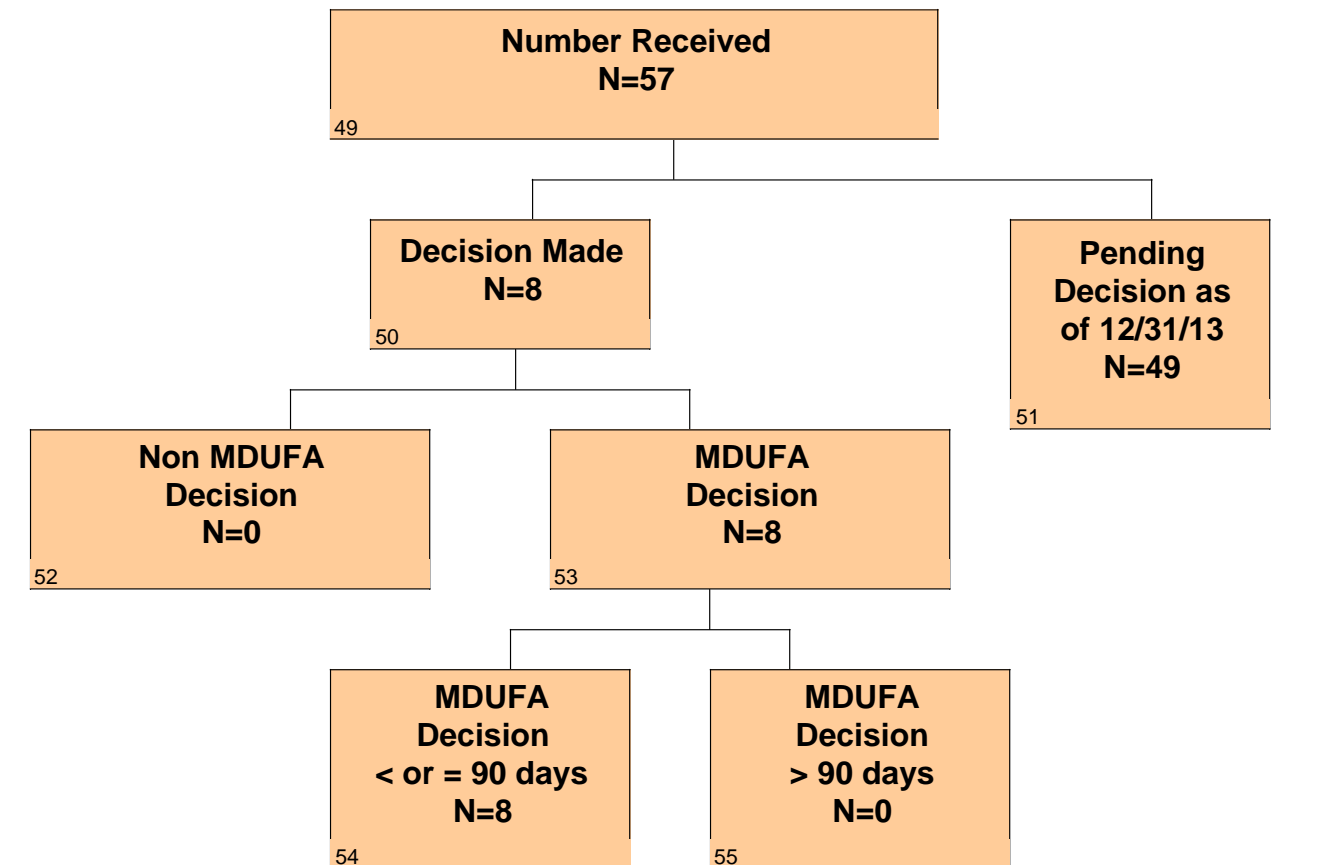 Number Received
N=57
49
Decision Made
N=8
50
Pending
Decision as
of 12/31/13
N=49
51
Non MDUFA
Decision
N=0
52
MDUFA
Decision
N=8
53
MDUFA
Decision
< or = 90 days
N=8
54
MDUFA
Decision
> 90 days
N=0
55